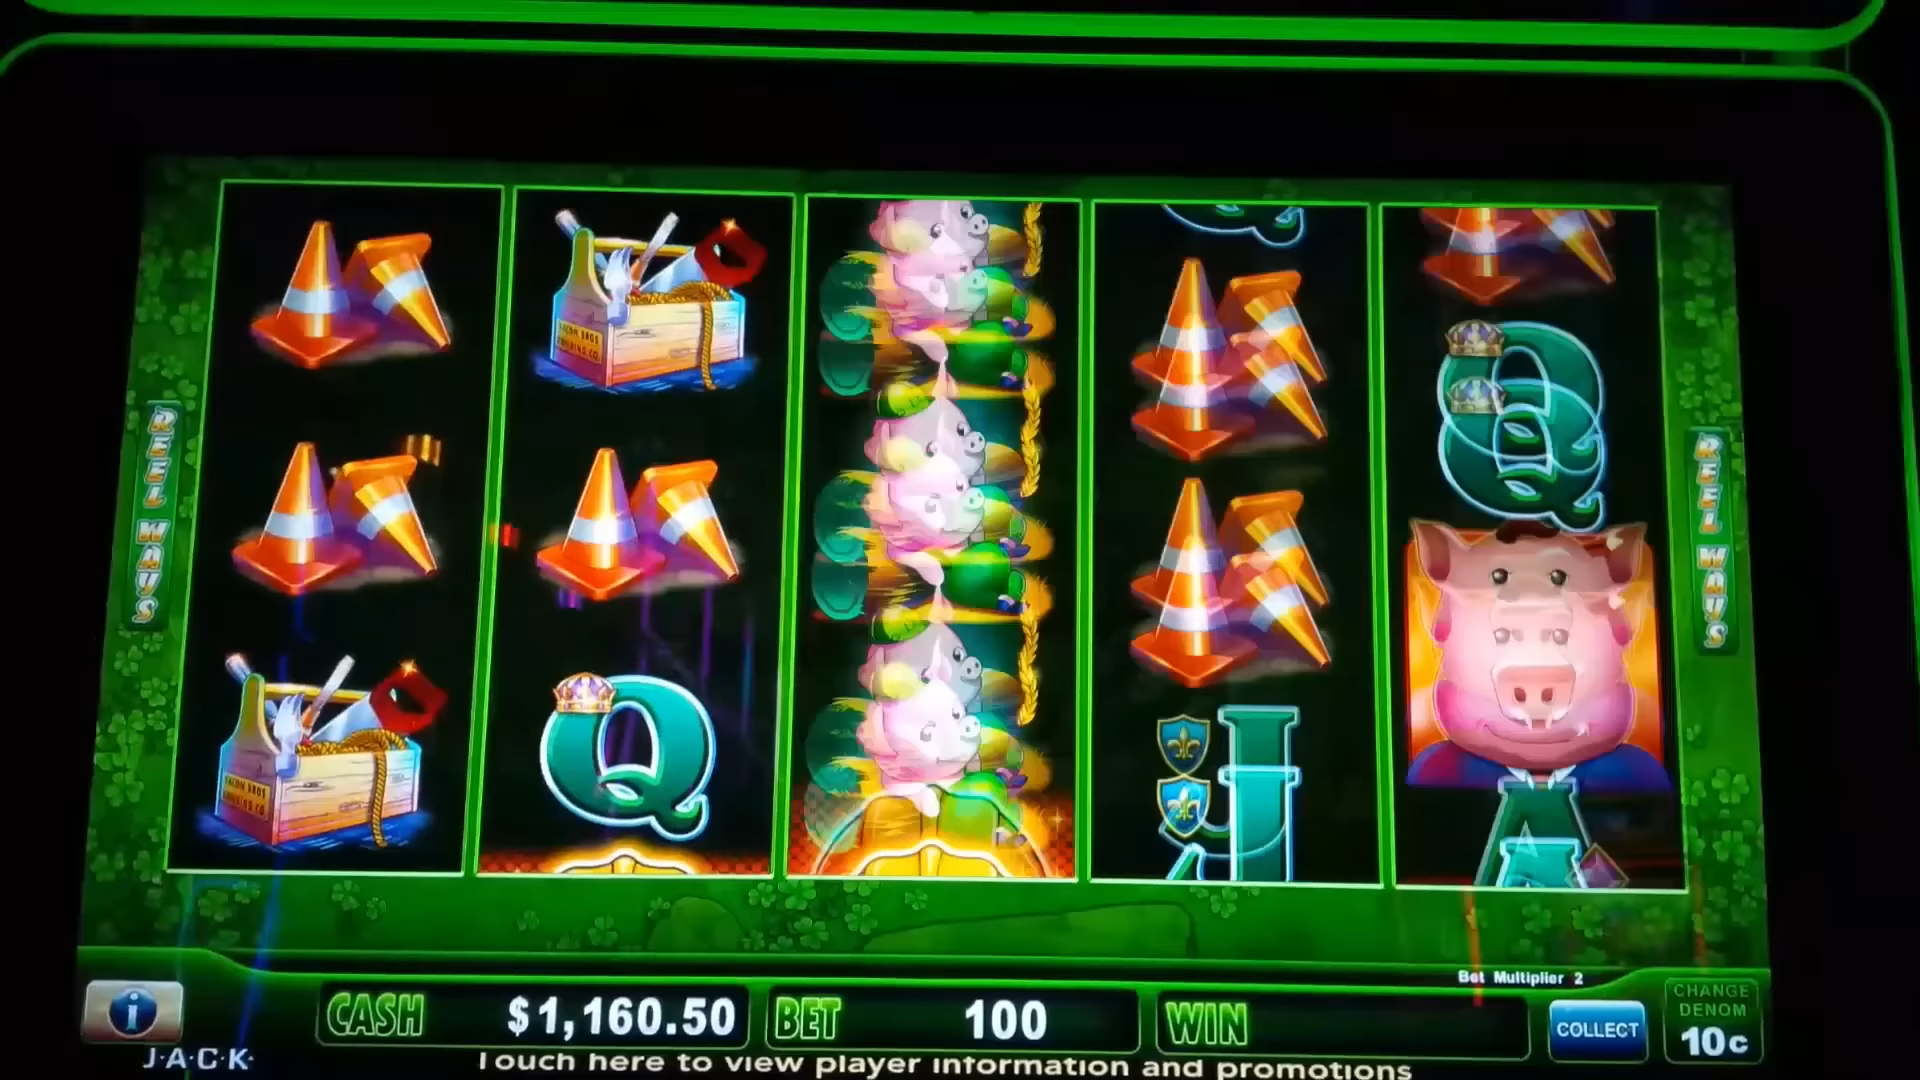 REEL WAYS
REEL WAYS
Q
Q
Q
J
A
Bet Multiplier 2
CASH $1,160.50
BET 100
WIN
COLLECT
CHANGE
DENOM
10c
J·A·C·K·
Touch here to view player information and promotions